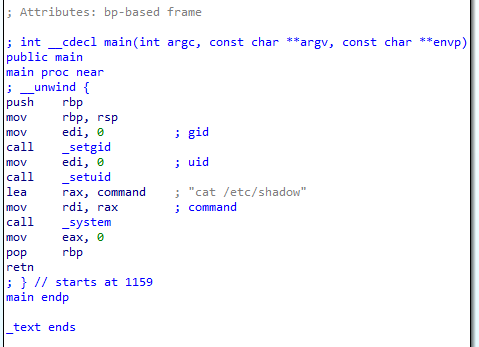 ; Attributes: bp-based frame
; int __cdecl main(int argc, const char **argv, const char **envp)
public main
main proc near
; __unwind {
push rbp
mov rbp, rsp
mov edi, 0 ; gid
call _setgid
mov edi, 0 ; uid
call _setuid
lea rax, command ; "cat /etc/shadow"
mov rdi, rax ; command
call _system
mov eax, 0
pop rbp
retn
; } // starts at 1159
main endp
_text ends